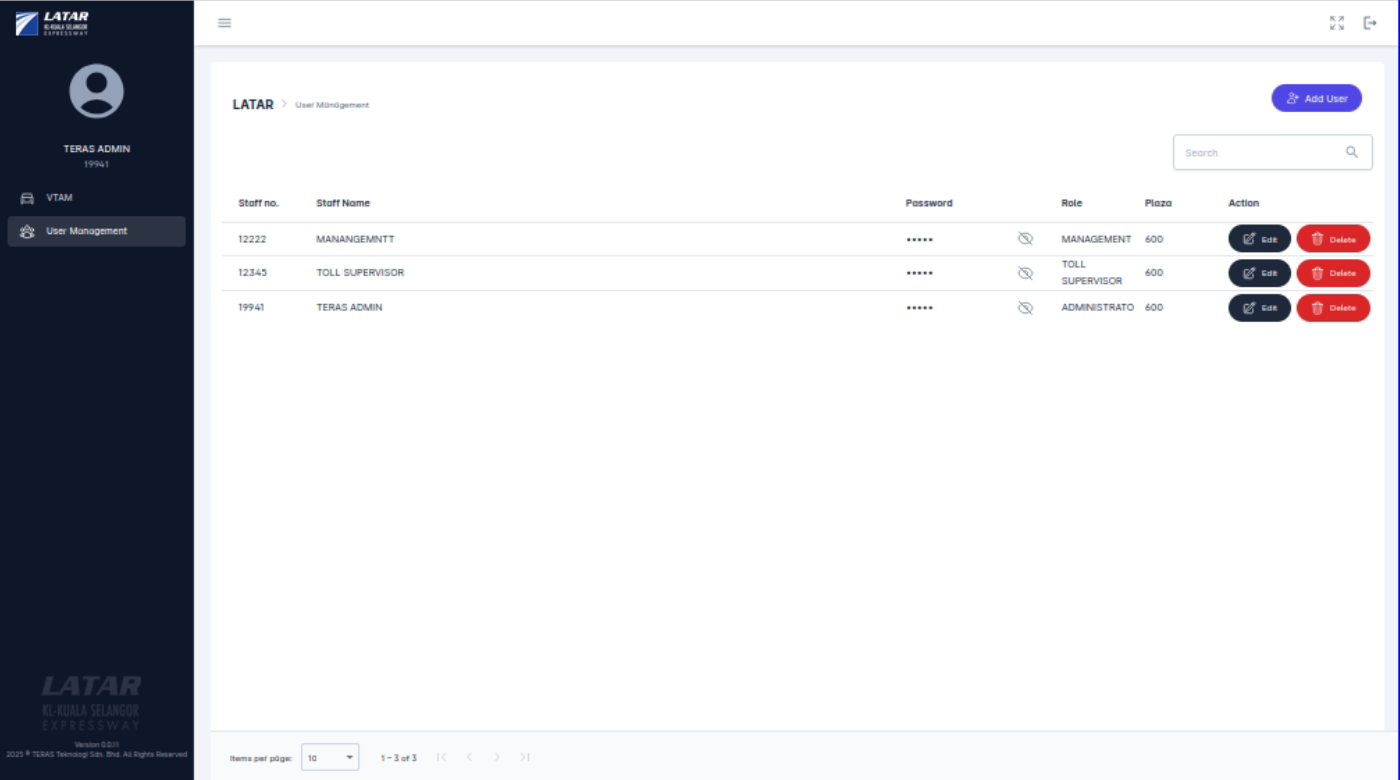 LATAR
KL-KUALA SELANGOR
EXPRESSWAY
TERAS ADMIN
19941
VTAM
User Management
LATAR
KL-KUALA SELANGOR
EXPRESSWAY
Version 0.0.11
2025 © TERAS Teknologi Sdn. Bhd. All Rights Reserved
LATAR > User Management
Add User
Search
Staff no. Staff Name Password Role Plaza Action
12222 MANANGEMNTT ••••• MANAGEMENT 600 Edit Delete
12345 TOLL SUPERVISOR ••••• TOLL SUPERVISOR 600 Edit Delete
19941 TERAS ADMIN ••••• ADMINISTRATO 600 Edit Delete
Items per page: 10 1 – 3 of 3